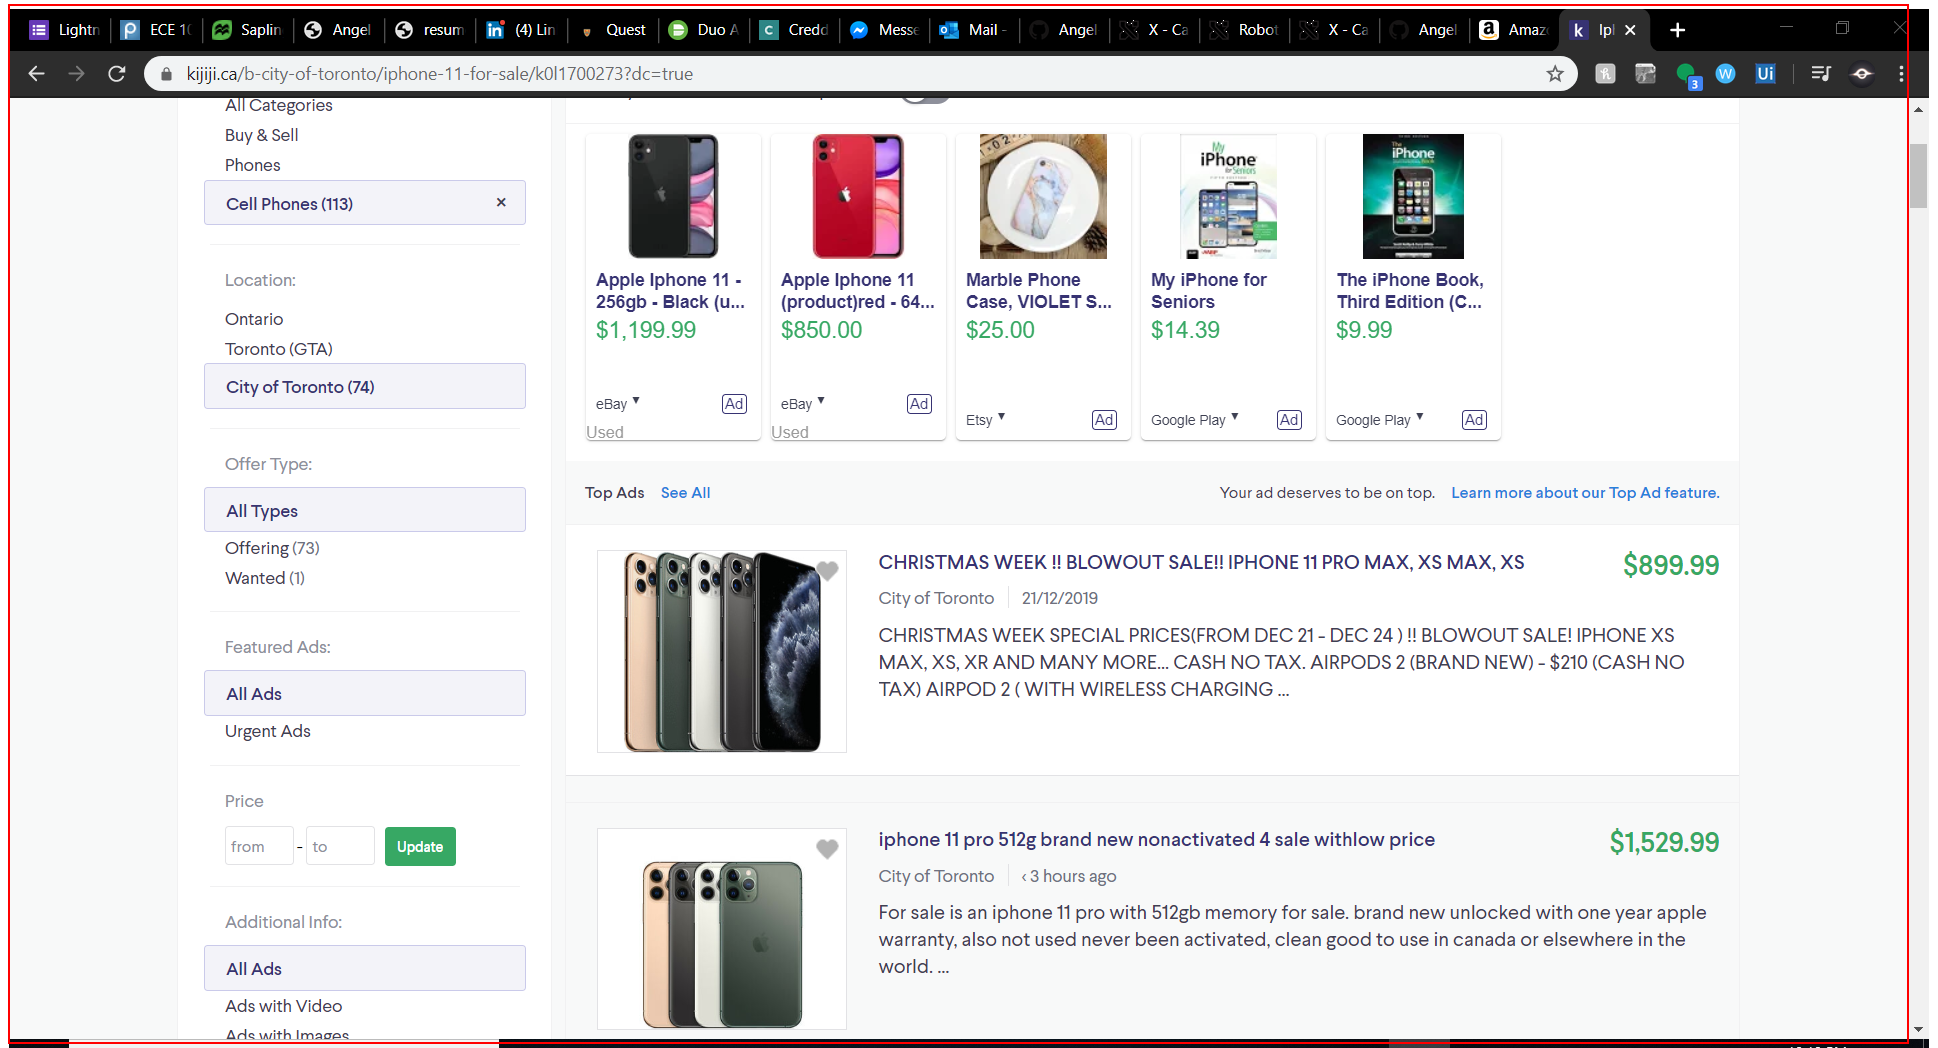 Lightn
ECE 10
Saplin
Angel
resum
(4) Lin
Quest
Duo A
Credd
Messe
Mail -
Angel
X - Ca
Robot
X - Ca
Angel
Amazo
Iph
kijiji.ca/b-city-of-toronto/iphone-11-for-sale/k0l1700273?dc=true
3
W
Ui
All Categories
Buy & Sell
Phones
Cell Phones (113)
Location:
Ontario
Toronto (GTA)
City of Toronto (74)
Offer Type:
All Types
Offering (73)
Wanted (1)
Featured Ads:
All Ads
Urgent Ads
Price
from - to Update
Additional Info:
All Ads
Ads with Video
Ads with Images
Apple Iphone 11 -
256gb - Black (u...
$1,199.99
eBay Ad
Used
Apple Iphone 11
(product)red - 64...
$850.00
eBay Ad
Used
Marble Phone
Case, VIOLET S...
$25.00
Etsy Ad
My
iPhone
for Seniors
My iPhone for
Seniors
$14.39
Google Play Ad
The
iPhone
Book
The iPhone Book,
Third Edition (C...
$9.99
Google Play Ad
Top Ads See All
Your ad deserves to be on top. Learn more about our Top Ad feature.
CHRISTMAS WEEK !! BLOWOUT SALE!! IPHONE 11 PRO MAX, XS MAX, XS
$899.99
City of Toronto 21/12/2019
CHRISTMAS WEEK SPECIAL PRICES(FROM DEC 21 - DEC 24 ) !! BLOWOUT SALE! IPHONE XS
MAX, XS, XR AND MANY MORE... CASH NO TAX. AIRPODS 2 (BRAND NEW) - $210 (CASH NO
TAX) AIRPOD 2 ( WITH WIRELESS CHARGING ...
iphone 11 pro 512g brand new nonactivated 4 sale withlow price
$1,529.99
City of Toronto < 3 hours ago
For sale is an iphone 11 pro with 512gb memory for sale. brand new unlocked with one year apple
warranty, also not used never been activated, clean good to use in canada or elsewhere in the
world. ...